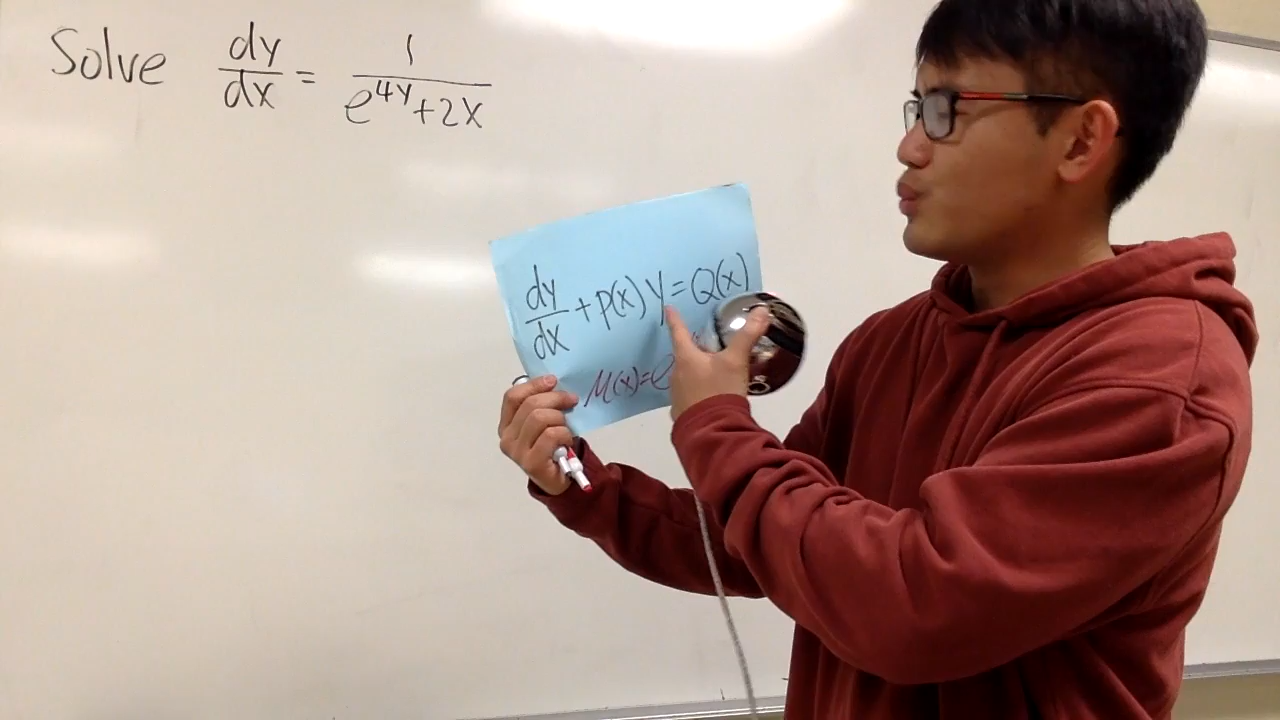 Solve dy/dx = 1/(e^{4y}+2x)
dy/dx + P(x) y = Q(x)
μ(x)=e